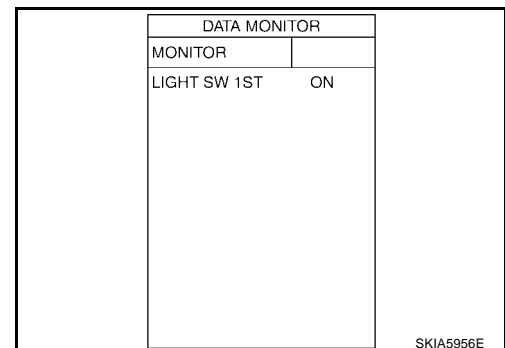 DATA MONITOR
MONITOR
LIGHT SW 1ST ON
SKIA5956E